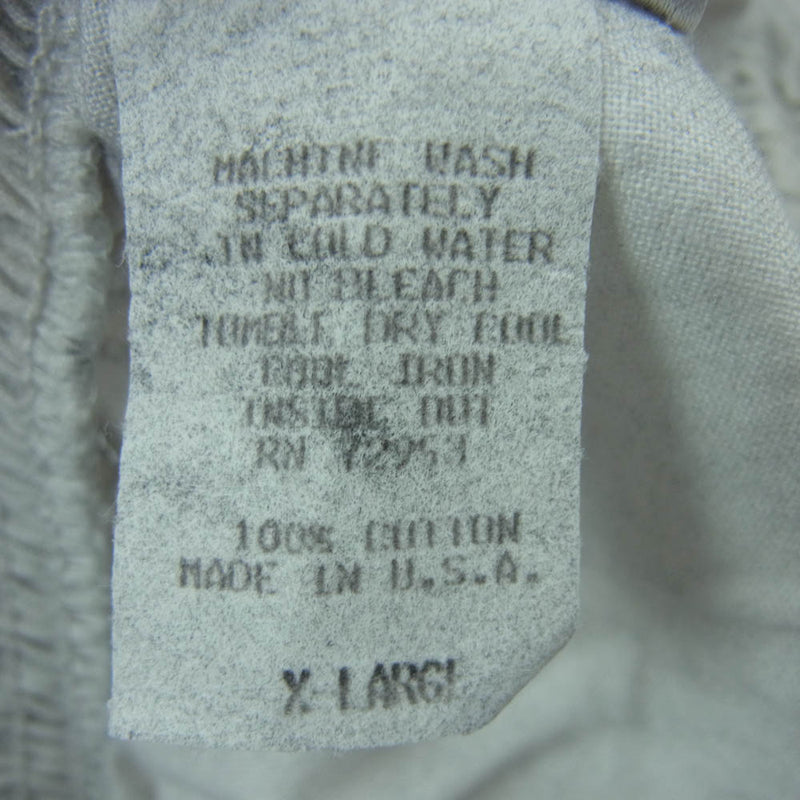 MACHINE WASH
SEPARATELY
IN COLD WATER
NO BLEACH
TUMBLE DRY COOL
COOL IRON
INSIDE OUT
RN
100% COTTON
MADE IN U.S.A.
X-LARGE